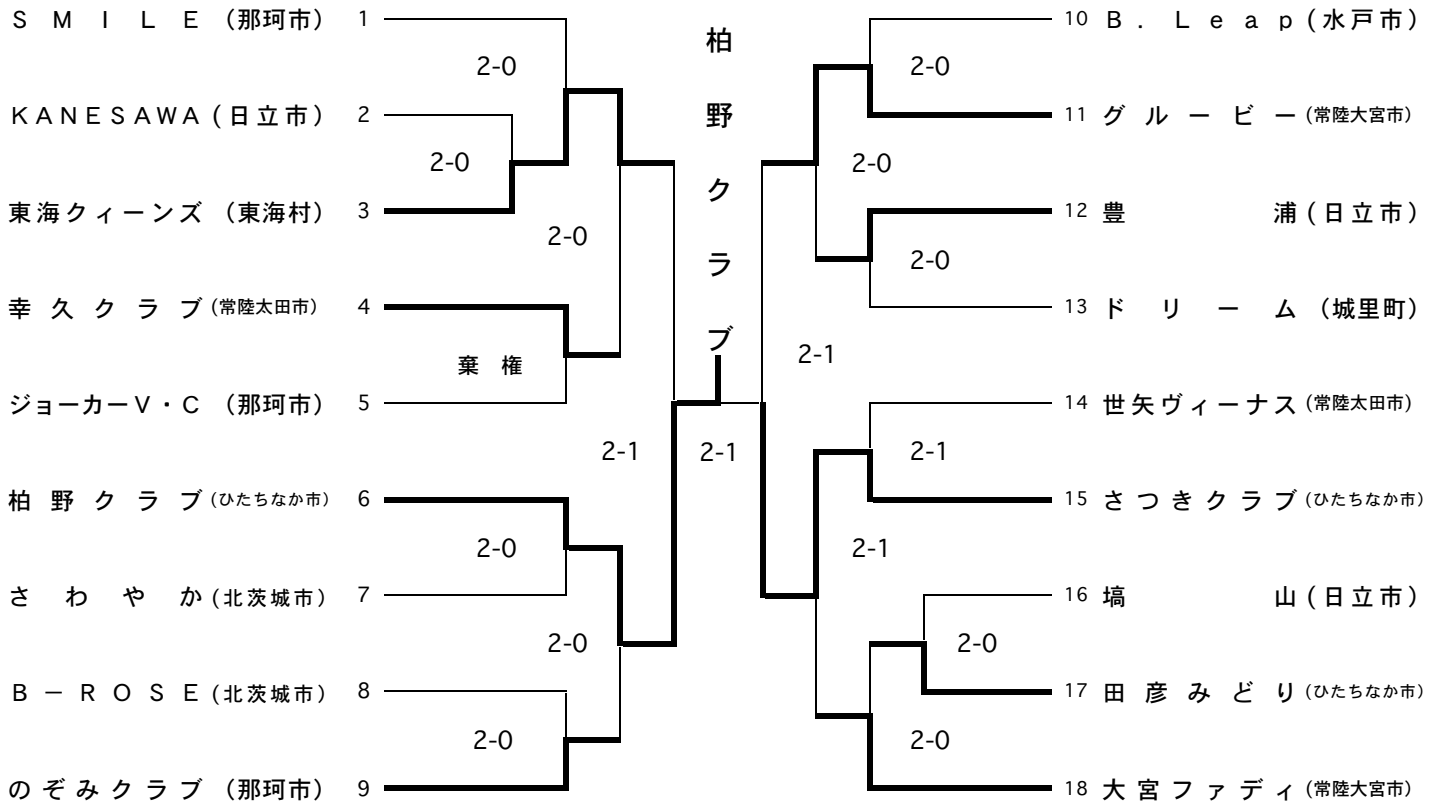 ＳＭＩＬＥ（那珂市） 1
2-0
ＫＡＮＥＳＡＷＡ(日立市) 2
2-0
東海クィーンズ（東海村） 3
2-0
幸久クラブ(常陸太田市) 4
棄権
ジョーカーＶ・Ｃ（那珂市） 5
2-1
柏野クラブ(ひたちなか市) 6
2-0
さわやか(北茨城市) 7
2-0
Ｂ－ＲＯＳＥ(北茨城市) 8
2-0
のぞみクラブ（那珂市） 9
柏野クラブ
2-1
10 Ｂ．Ｌｅａｐ(水戸市)
2-0
11 グルービー(常陸大宮市)
2-0
12 豊浦(日立市)
2-0
13 ドリーム（城里町）
2-1
14 世矢ヴィーナス(常陸太田市)
2-1
15 さつきクラブ(ひたちなか市)
2-1
16 塙山(日立市)
2-0
17 田彦みどり(ひたちなか市)
2-0
18 大宮ファディ(常陸大宮市)